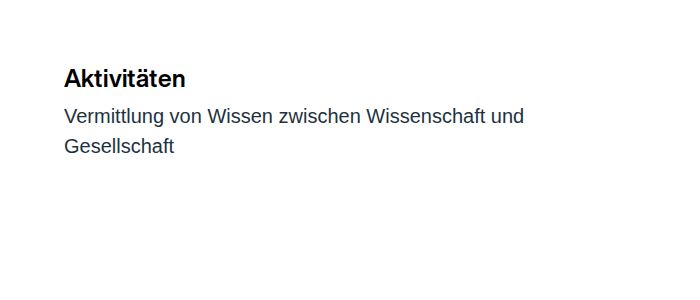 Aktivitäten
Vermittlung von Wissen zwischen Wissenschaft und
Gesellschaft